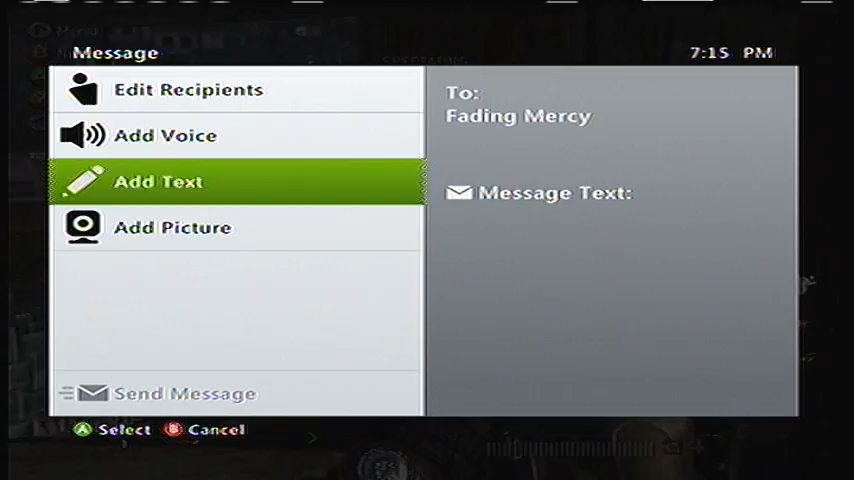 Message
7:15 PM
Edit Recipients
Add Voice
Add Text
Add Picture
Send Message
To:
Fading Mercy
Message Text:
A Select B Cancel